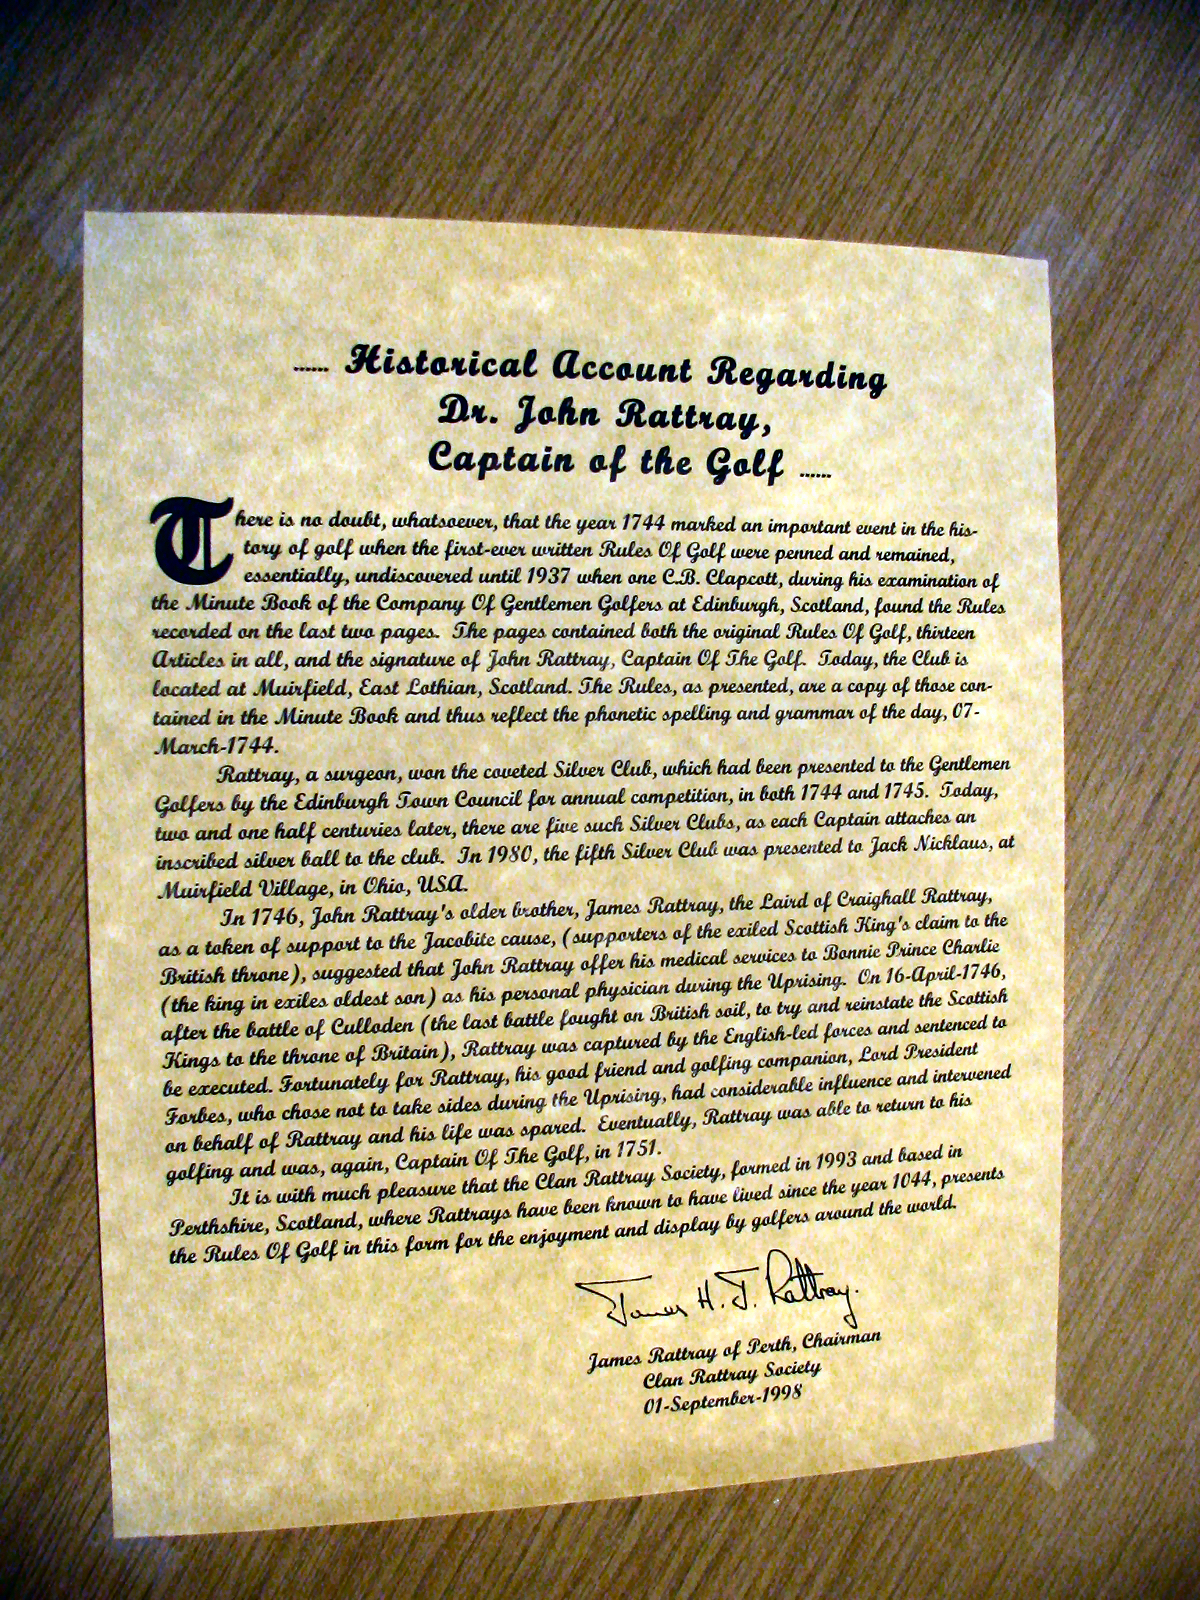 ...... Historical Account Regarding
Dr. John Rattray,
Captain of the Golf ......
There is no doubt, whatsoever, that the year 1744 marked an important event in the his-
tory of golf when the first-ever written Rules Of Golf were penned and remained,
essentially, undiscovered until 1937 when one C.B. Clapcott, during his examination of
the Minute Book of the Company Of Gentlemen Golfers at Edinburgh, Scotland, found the Rules
recorded on the last two pages. The pages contained both the original Rules Of Golf, thirteen
Articles in all, and the signature of John Rattray, Captain Of The Golf. Today, the Club is
located at Muirfield, East Lothian, Scotland. The Rules, as presented, are a copy of those con-
tained in the Minute Book and thus reflect the phonetic spelling and grammar of the day, 07-
March-1744.
Rattray, a surgeon, won the coveted Silver Club, which had been presented to the Gentlemen
Golfers by the Edinburgh Town Council for annual competition, in both 1744 and 1745. Today,
two and one half centuries later, there are five such Silver Clubs, as each Captain attaches an
inscribed silver ball to the club. In 1980, the fifth Silver Club was presented to Jack Nicklaus, at
Muirfield Village, in Ohio, USA.
In 1746, John Rattray's older brother, James Rattray, the Laird of Craighall Rattray,
as a token of support to the Jacobite cause, (supporters of the exiled Scottish King's claim to the
British throne), suggested that John Rattray offer his medical services to Bonnie Prince Charlie
(the king in exiles oldest son) as his personal physician during the Uprising. On 16-April-1746,
after the battle of Culloden (the last battle fought on British soil, to try and reinstate the Scottish
Kings to the throne of Britain), Rattray was captured by the English-led forces and sentenced to
be executed. Fortunately for Rattray, his good friend and golfing companion, Lord President
Forbes, who chose not to take sides during the Uprising, had considerable influence and intervened
on behalf of Rattray and his life was spared. Eventually, Rattray was able to return to his
golfing and was, again, Captain Of The Golf, in 1751.
It is with much pleasure that the Clan Rattray Society, formed in 1993 and based in
Perthshire, Scotland, where Rattrays have been known to have lived since the year 1044, presents
the Rules Of Golf in this form for the enjoyment and display by golfers around the world.
James H. J. Rattray.
James Rattray of Perth, Chairman
Clan Rattray Society
01-September-1998